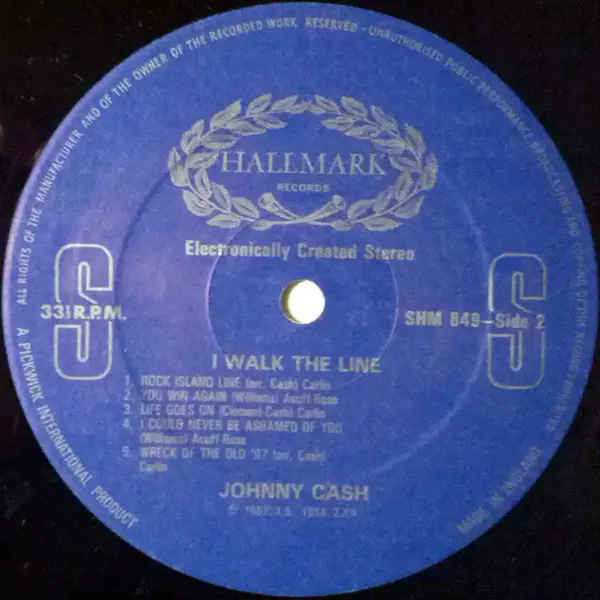 ALL RIGHTS OF THE MANUFACTURER AND OF THE OWNER OF THE RECORDED WORK RESERVED - UNAUTHORISED PUBLIC PERFORMANCE BROADCASTING AND COPYING OF THIS RECORD PROHIBITED
HALLMARK
RECORDS
Electronically Created Stereo
S
S
33⅓ R.P.M.
SHM 849-Side 2
I WALK THE LINE
1. ROCK ISLAND LINE (arr. Cash) Carlin
2. YOU WIN AGAIN (Williams) Acuff-Rose
3. LIFE GOES ON (Clement-Cash) Carlin
4. I COULD NEVER BE ASHAMED OF YOU
(Williams) Acuff Rose
5. WRECK OF THE OLD '97 (arr. Cash)
Carlin
JOHNNY CASH
A PICKWICK INTERNATIONAL PRODUCT
MADE IN ENGLAND